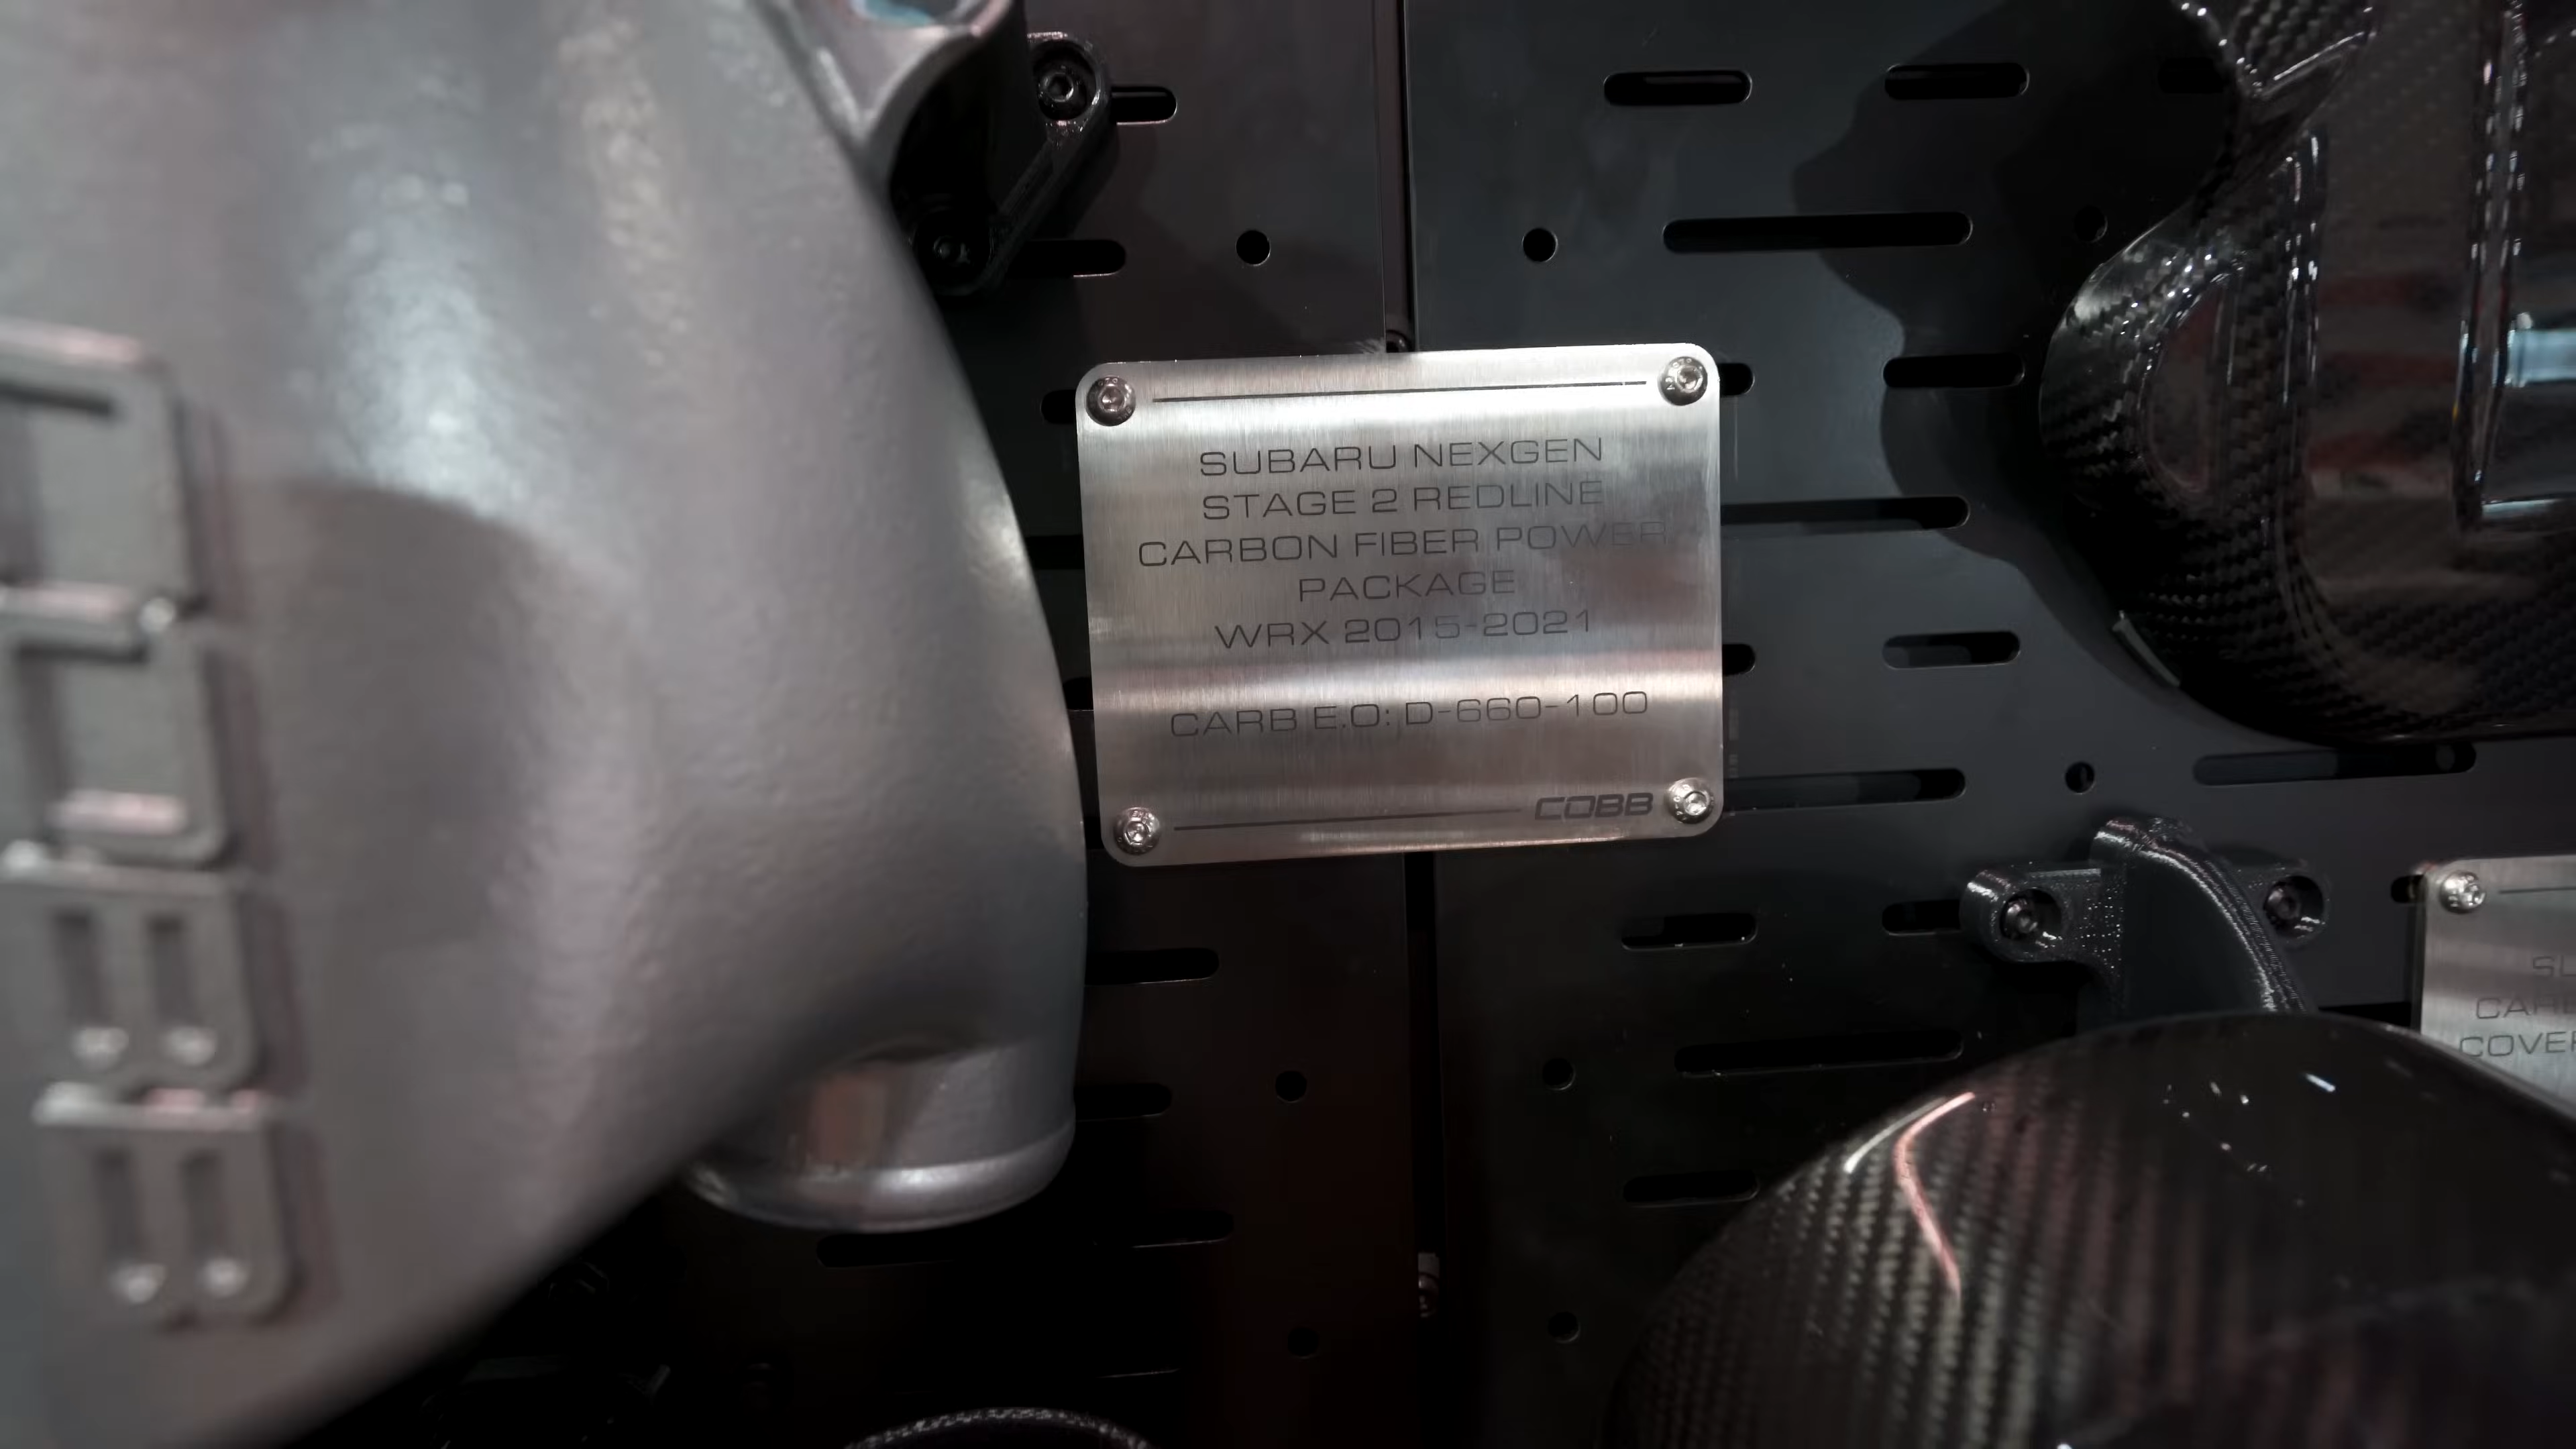 SUBARU NEXGEN
STAGE 2 REDLINE
CARBON FIBER POWER
PACKAGE
WRX 2015-2021
CARB E.O: D-660-100
COBB